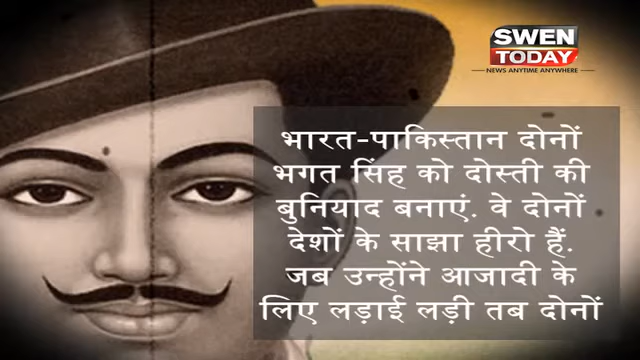 SWEN
TODAY
NEWS ANYTIME ANYWHERE
भारत-पाकिस्तान दोनों
भगत सिंह को दोस्ती की
बुनियाद बनाएं. वे दोनों
देशों के साझा हीरो हैं.
जब उन्होंने आजादी के
लिए लड़ाई लड़ी तब दोनों